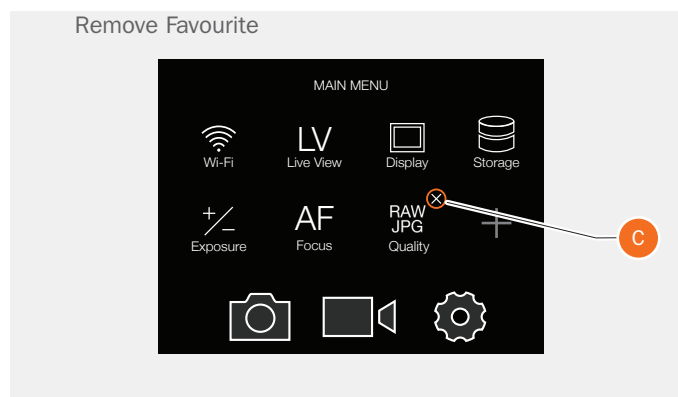 Remove Favourite
MAIN MENU
Wi-Fi
LV
Live View
Display
Storage
+/-
Exposure
AF
Focus
RAW
JPG
Quality
C